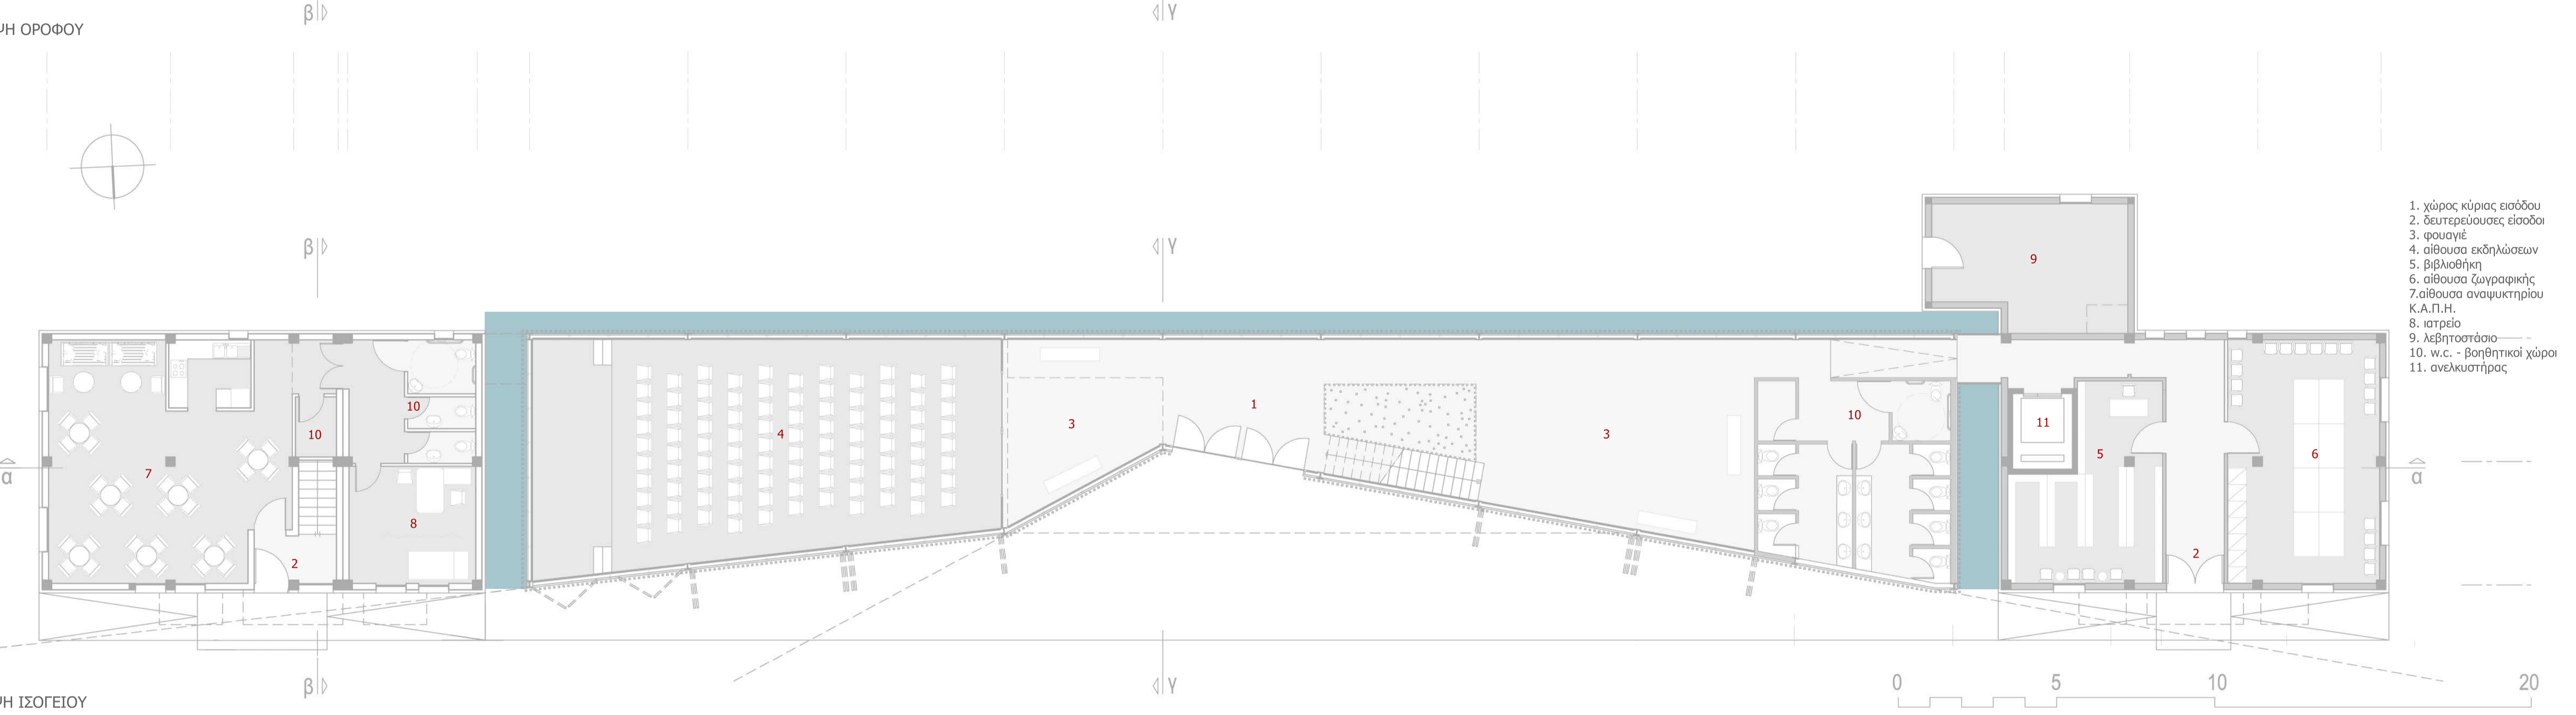 β γ
ΨΗ ΟΡΟΦΟΥ
β γ
1. χώρος κύριας εισόδου
2. δευτερεύουσες είσοδοι
3. φουαγιέ
4. αίθουσα εκδηλώσεων
5. βιβλιοθήκη
6. αίθουσα ζωγραφικής
7.αίθουσα αναψυκτηρίου
Κ.Α.Π.Η.
8. ιατρείο
9. λεβητοστάσιο
10. w.c. - βοηθητικοί χώροι
11. ανελκυστήρας
9
10
10
7
8
2
4
3
1
3
10
11
5
2
6
α α
β γ
0 5 10 20
ΨΗ ΙΣΟΓΕΙΟΥ